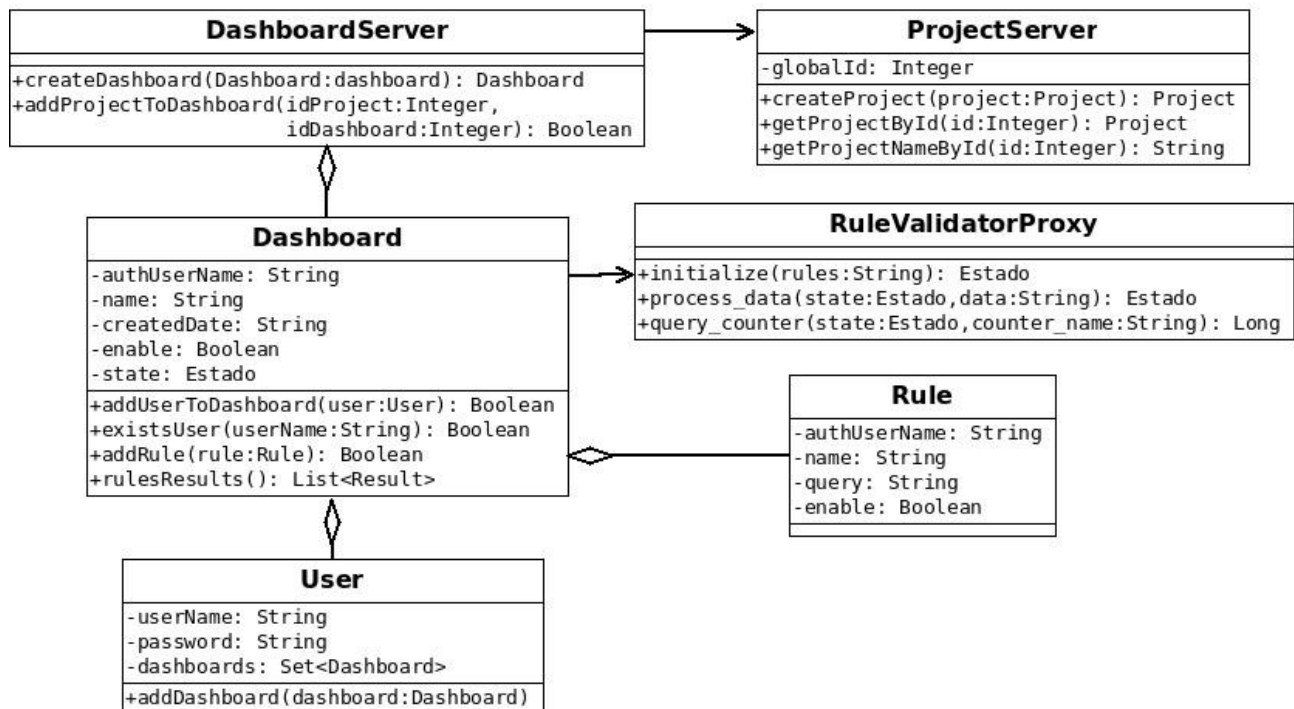 DashboardServer
+createDashboard(Dashboard:dashboard): Dashboard
+addProjectToDashboard(idProject:Integer,
idDashboard:Integer): Boolean
ProjectServer
-globalId: Integer
+createProject(project:Project): Project
+getProjectById(id:Integer): Project
+getProjectNameById(id:Integer): String
Dashboard
-authUserName: String
-name: String
-createdDate: String
-enable: Boolean
-state: Estado
+addUserToDashboard(user:User): Boolean
+existsUser(userName:String): Boolean
+addRule(rule:Rule): Boolean
+rulesResults(): List<Result>
RuleValidatorProxy
+initialize(rules:String): Estado
+process_data(state:Estado,data:String): Estado
+query_counter(state:Estado,counter_name:String): Long
Rule
-authUserName: String
-name: String
-query: String
-enable: Boolean
User
-userName: String
-password: String
-dashboards: Set<Dashboard>
+addDashboard(dashboard:Dashboard)